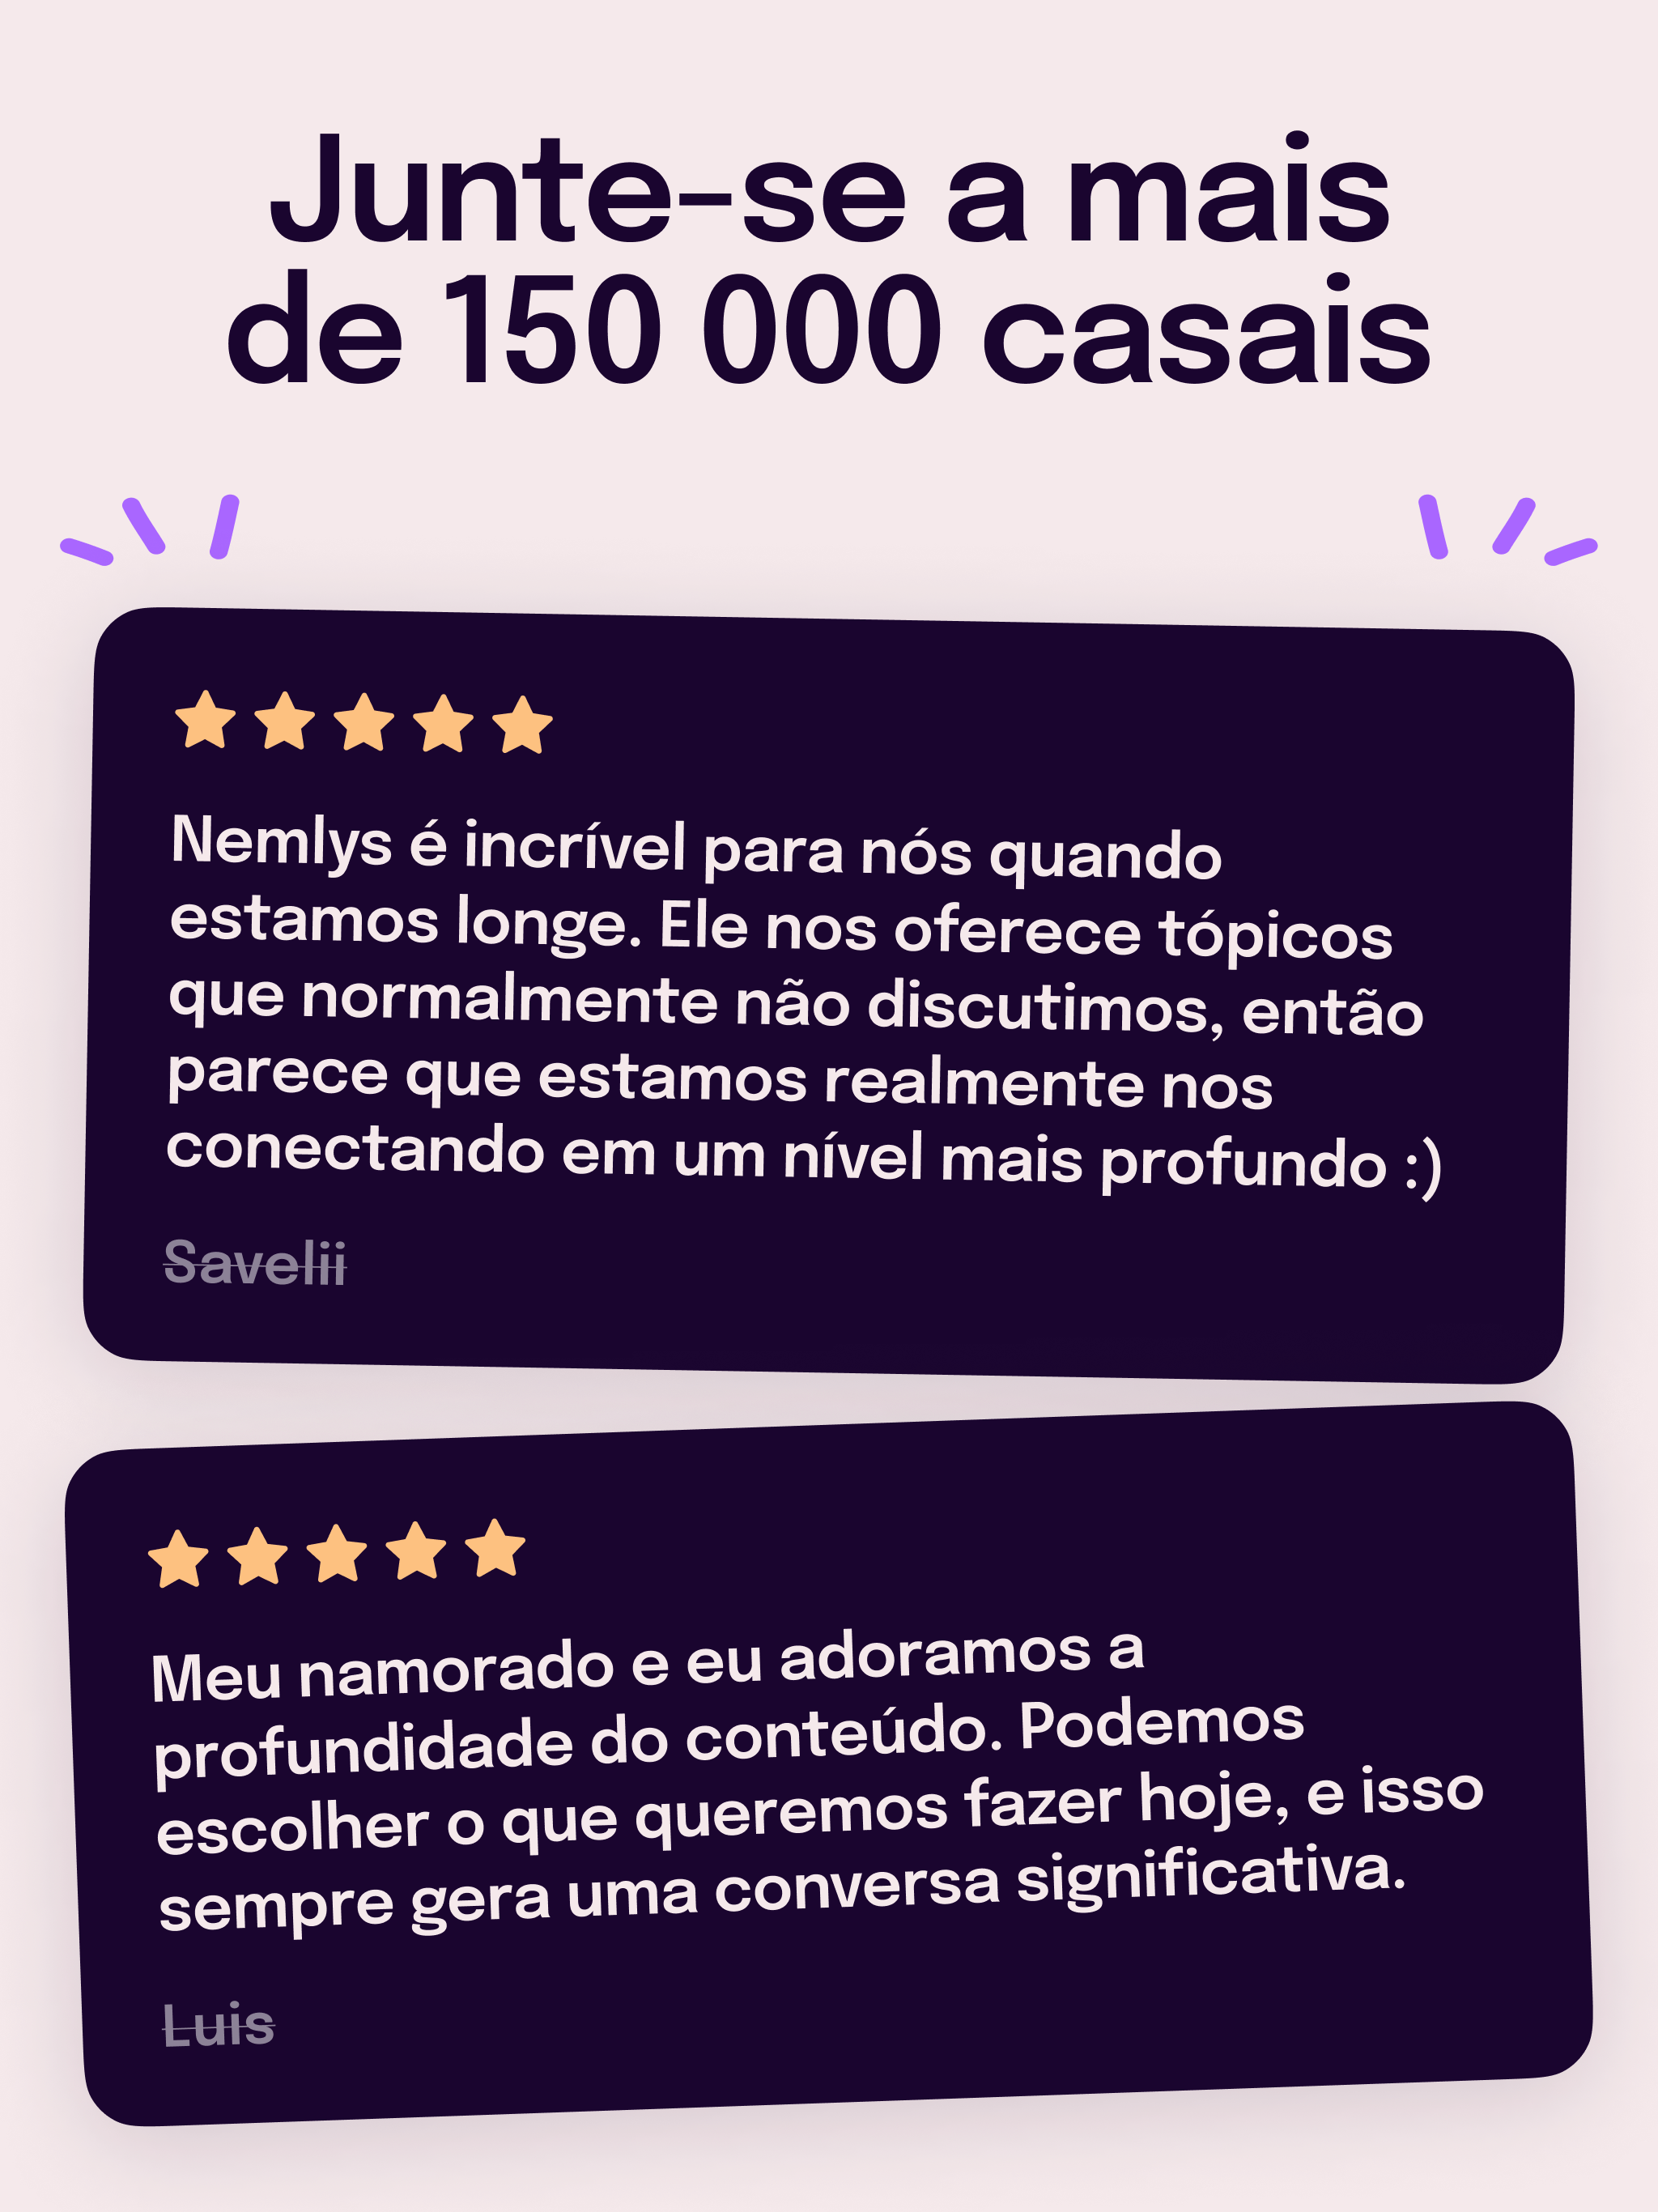 Junte-se a mais
de 150 000 casais
Nemlys é incrível para nós quando
estamos longe. Ele nos oferece tópicos
que normalmente não discutimos, então
parece que estamos realmente nos
conectando em um nível mais profundo :)
Savelii
Meu namorado e eu adoramos a
profundidade do conteúdo. Podemos
escolher o que queremos fazer hoje, e isso
sempre gera uma conversa significativa.
Luis